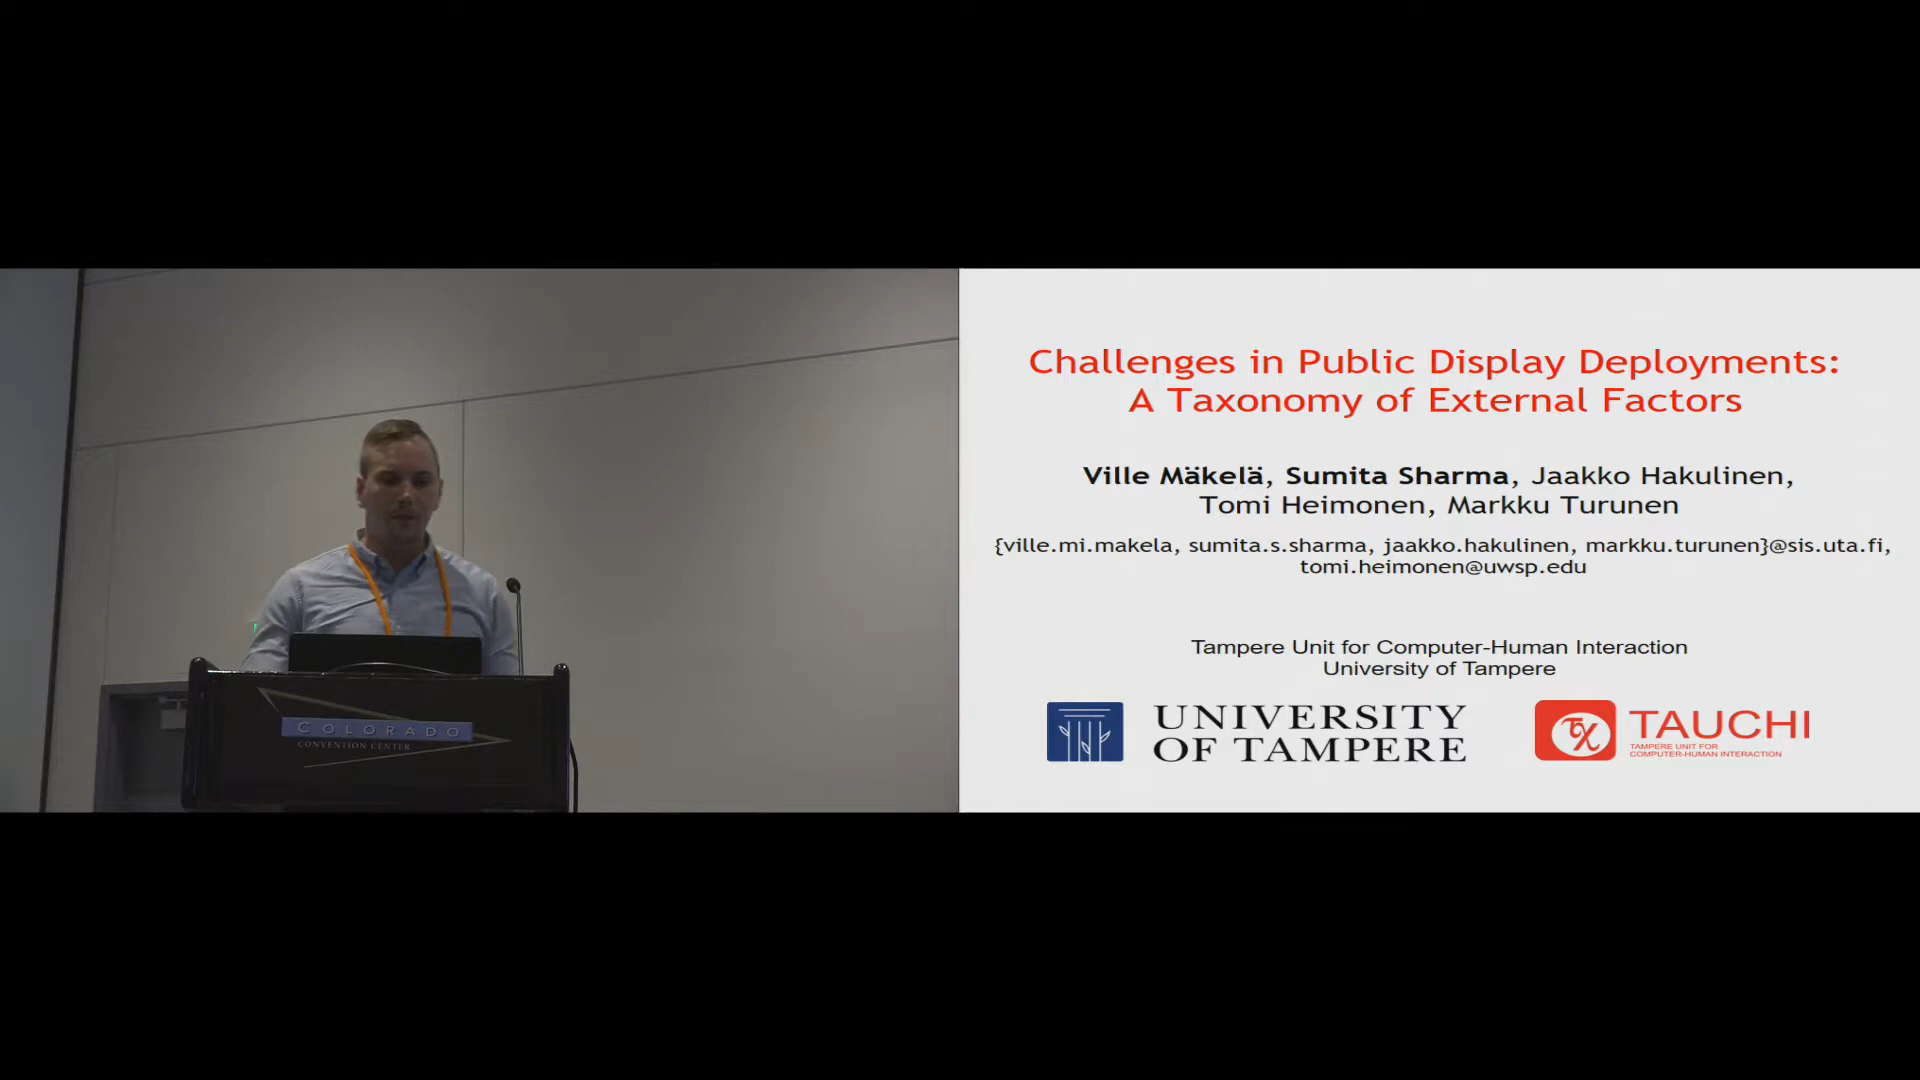 COLORADO
CONVENTION CENTER
Challenges in Public Display Deployments:
A Taxonomy of External Factors
Ville Mäkelä, Sumita Sharma, Jaakko Hakulinen,
Tomi Heimonen, Markku Turunen
{ville.mi.makela, sumita.s.sharma, jaakko.hakulinen, markku.turunen}@sis.uta.fi,
tomi.heimonen@uwsp.edu
Tampere Unit for Computer-Human Interaction
University of Tampere
UNIVERSITY
OF TAMPERE
TAUCHI
TAMPERE UNIT FOR
COMPUTER-HUMAN INTERACTION